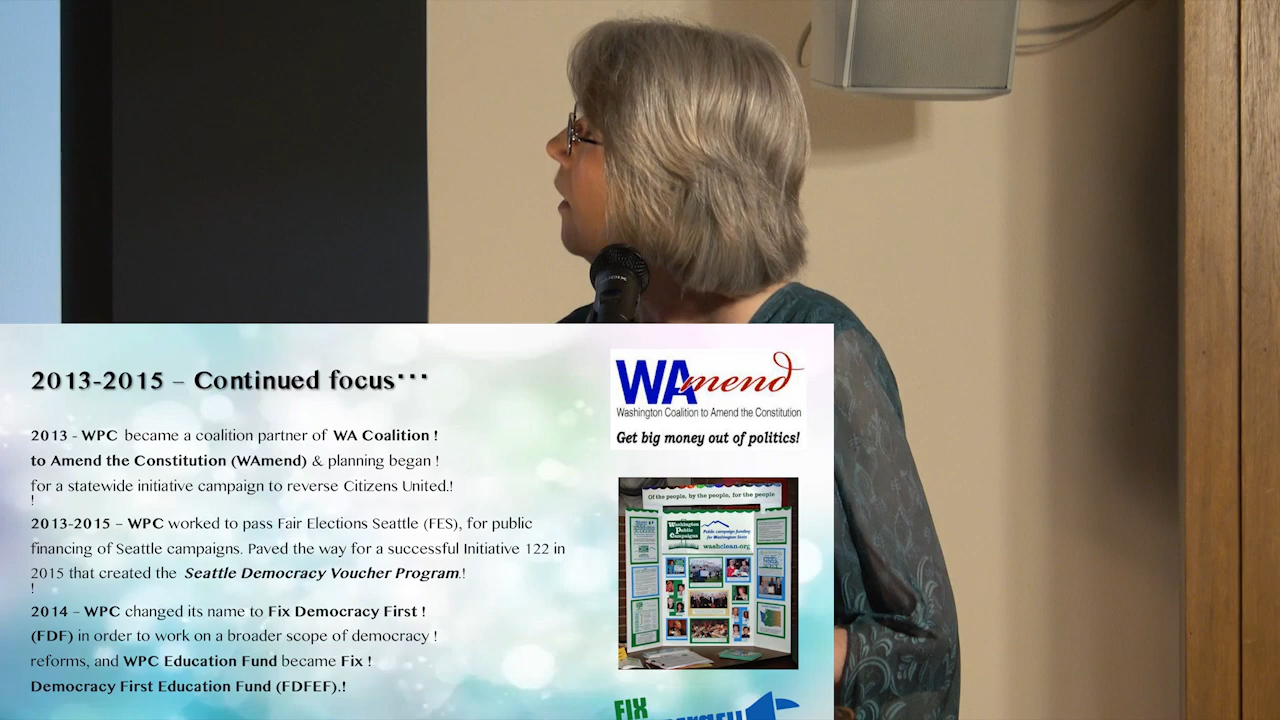 2013-2015 – Continued focus…
2013 - WPC became a coalition partner of WA Coalition !
to Amend the Constitution (WAmend) & planning began !
for a statewide initiative campaign to reverse Citizens United.!
!
2013-2015 – WPC worked to pass Fair Elections Seattle (FES), for public
financing of Seattle campaigns. Paved the way for a successful Initiative 122 in
2015 that created the Seattle Democracy Voucher Program.!
!
2014 – WPC changed its name to Fix Democracy First !
(FDF) in order to work on a broader scope of democracy !
reforms, and WPC Education Fund became Fix !
Democracy First Education Fund (FDFEF).!
WAmend
Washington Coalition to Amend the Constitution
Get big money out of politics!
Of the people, by the people, for the people
Washington
Public
Campaigns
Public campaign funding
for Washington State
washclean.org
FIX